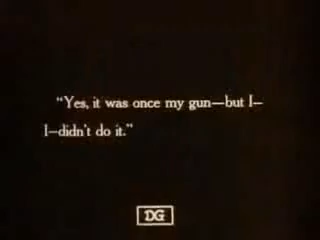 "Yes, it was once my gun—but I—
I—didn't do it."
DG